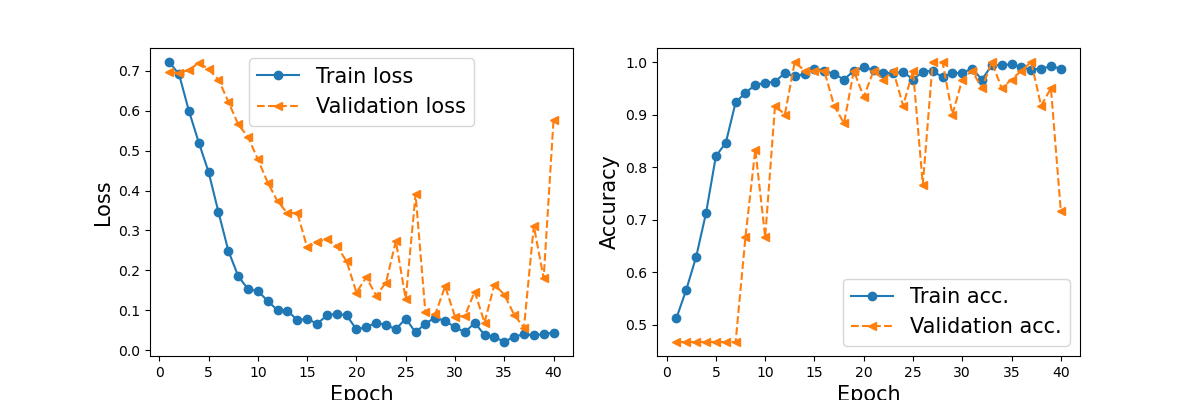 Loss
0.7
0.6
0.5
0.4
0.3
0.2
0.1
0.0
Train loss
Validation loss
0 5 10 15 20 25 30 35 40
Epoch
Accuracy
1.0
0.9
0.8
0.7
0.6
0.5
Train acc.
Validation acc.
0 5 10 15 20 25 30 35 40
Epoch